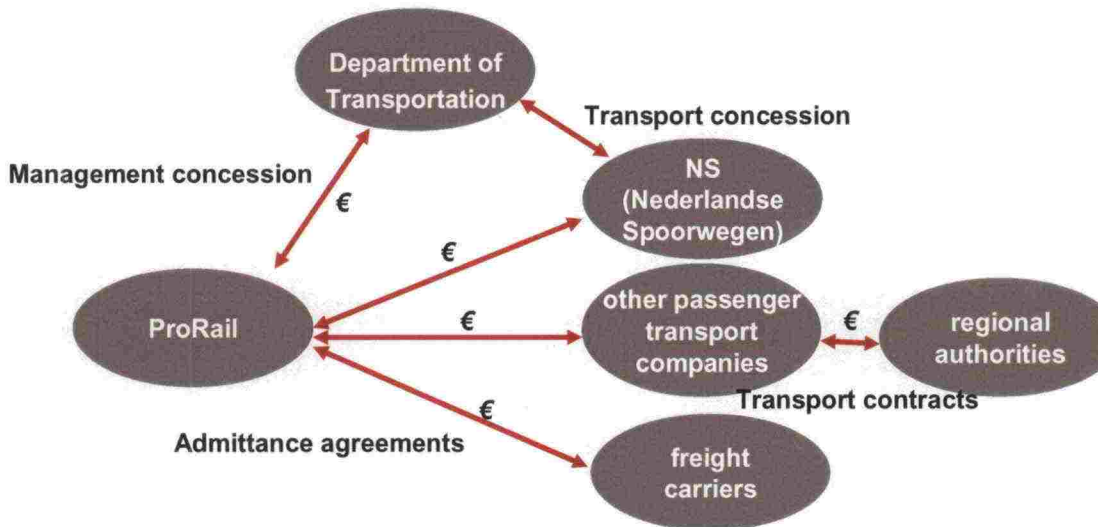 Department of
Transportation
Transport concession
Management concession
€
NS
(Nederlandse
Spoorwegen)
€
ProRail
€
other passenger
transport
companies
€
regional
authorities
Transport contracts
€
Admittance agreements
freight
carriers